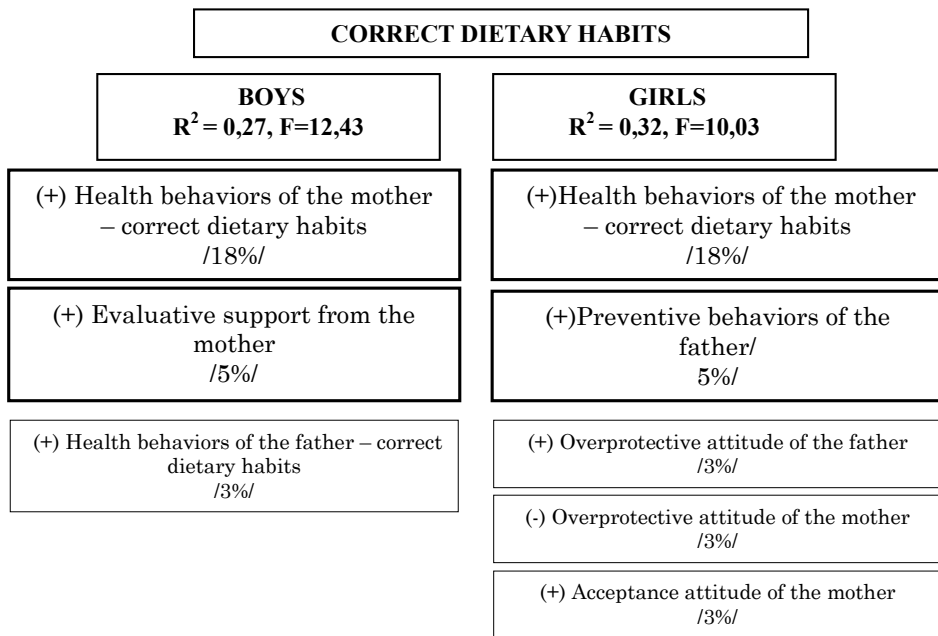 CORRECT DIETARY HABITS
BOYS
R² = 0,27, F=12,43
(+) Health behaviors of the mother
– correct dietary habits
/18%/
(+) Evaluative support from the
mother
/5%/
(+) Health behaviors of the father – correct
dietary habits
/3%/
GIRLS
R² = 0,32, F=10,03
(+)Health behaviors of the mother
– correct dietary habits
/18%/
(+)Preventive behaviors of the
father/
5%/
(+) Overprotective attitude of the father
/3%/
(-) Overprotective attitude of the mother
/3%/
(+) Acceptance attitude of the mother
/3%/